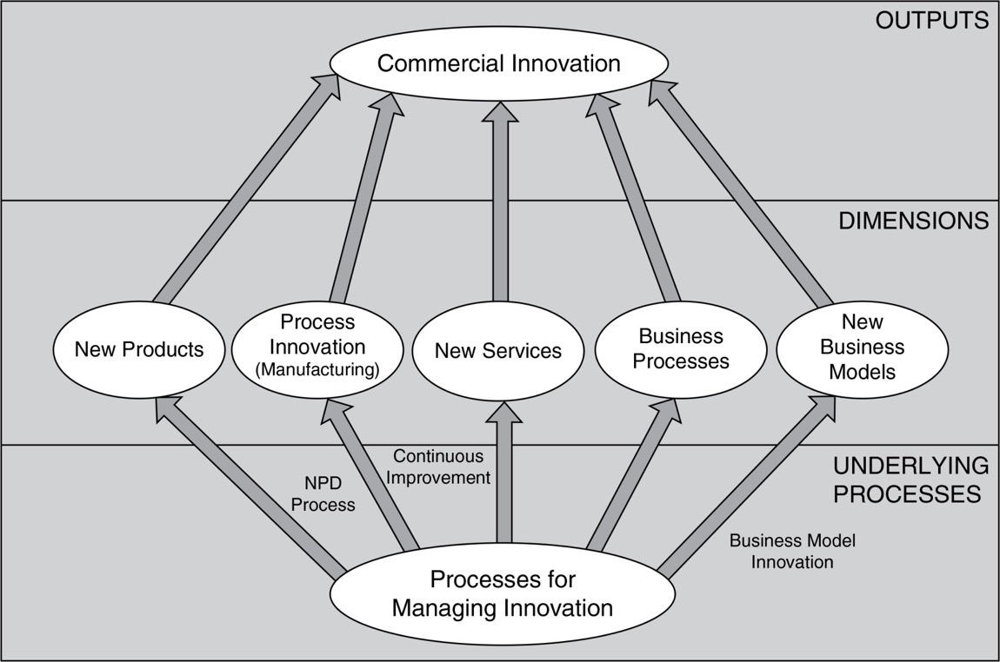 OUTPUTS
Commercial Innovation
DIMENSIONS
New Products
Process
Innovation
(Manufacturing)
New Services
Business
Processes
New
Business
Models
UNDERLYING
PROCESSES
Continuous
Improvement
NPD
Process
Business Model
Innovation
Processes for
Managing Innovation